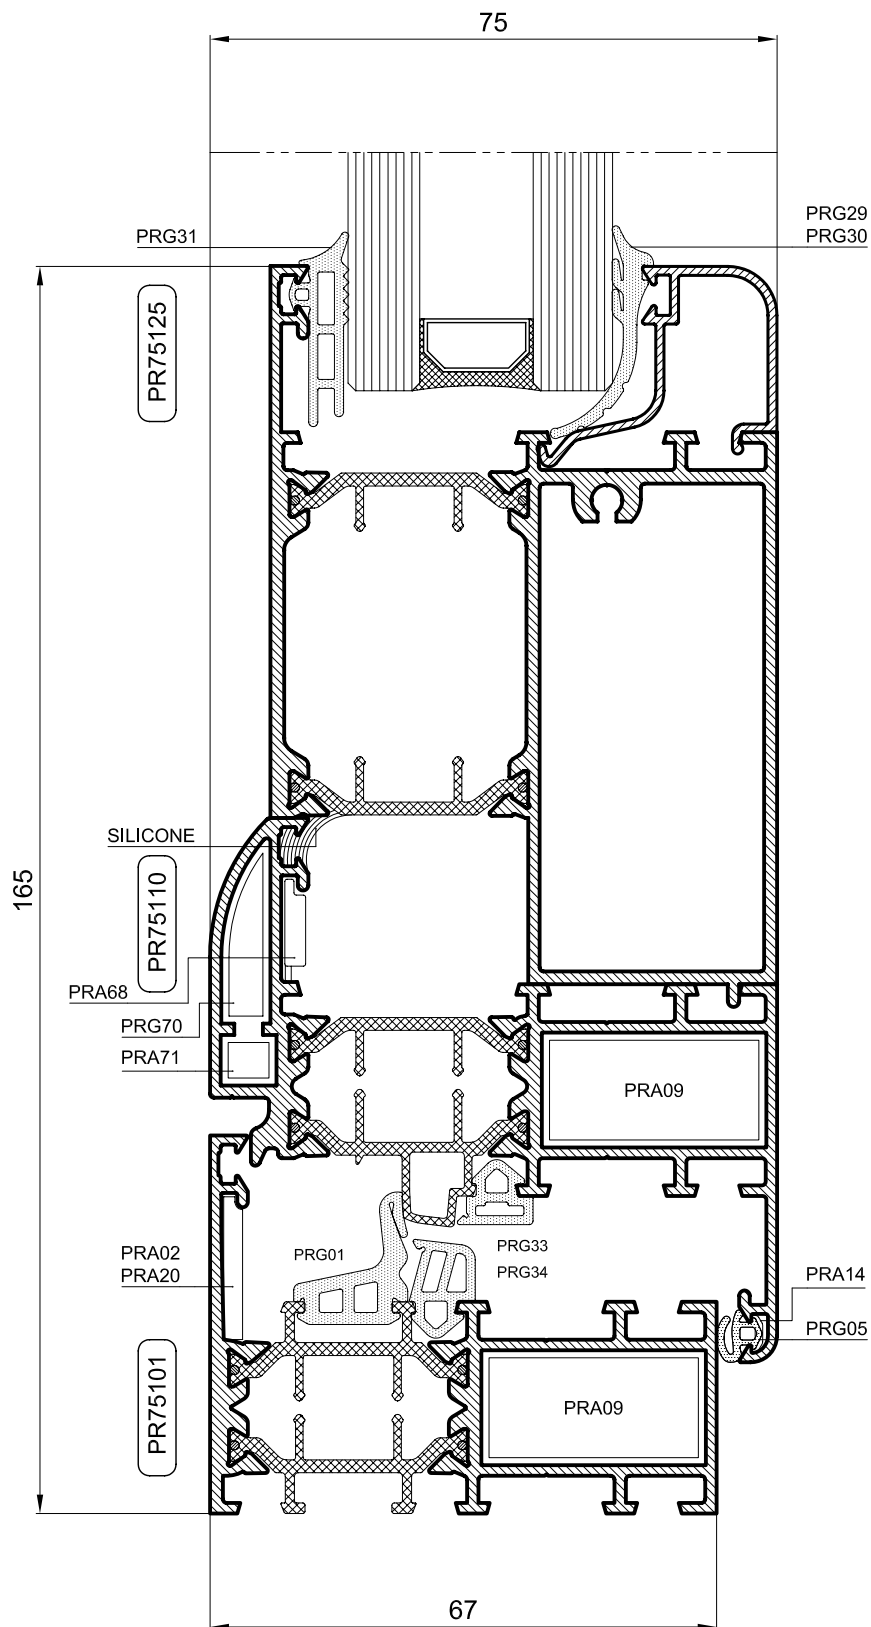 75
PRG31
PRG29
PRG30
PR75125
SILICONE
165
PR75110
PRA68
PRG70
PRA71
PRA09
PRA02
PRA20
PRG01
PRG33
PRG34
PRA14
PRG05
PR75101
PRA09
67